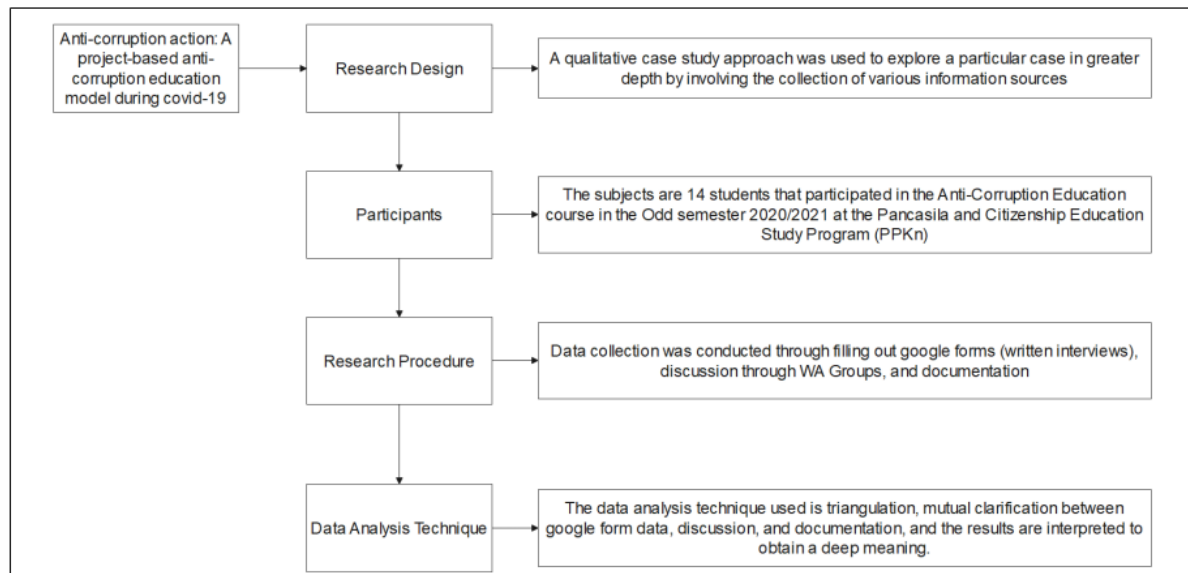 Anti-corruption action: A
project-based anti-
corruption education
model during covid-19
Research Design
A qualitative case study approach was used to explore a particular case in greater
depth by involving the collection of various information sources
Participants
The subjects are 14 students that participated in the Anti-Corruption Education
course in the Odd semester 2020/2021 at the Pancasila and Citizenship Education
Study Program (PPKn)
Research Procedure
Data collection was conducted through filling out google forms (written interviews),
discussion through WA Groups, and documentation
Data Analysis Technique
The data analysis technique used is triangulation, mutual clarification between
google form data, discussion, and documentation, and the results are interpreted to
obtain a deep meaning.